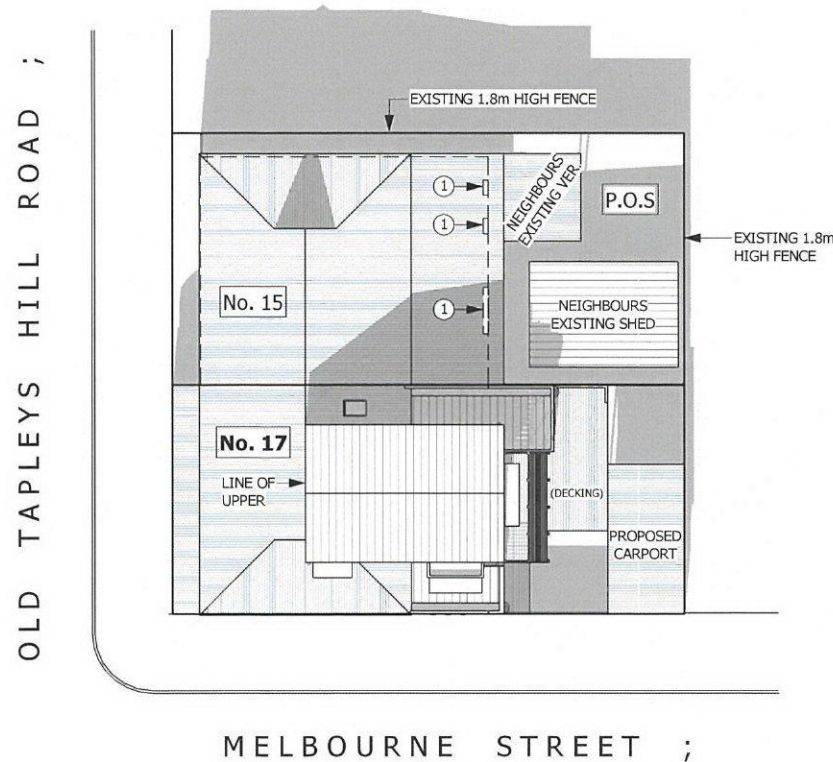 OLD TAPLEYS HILL ROAD ;
EXISTING 1.8m HIGH FENCE
1
1
1
NEIGHBOURS
EXISTING VER.
P.O.S
EXISTING 1.8m
HIGH FENCE
No. 15
NEIGHBOURS
EXISTING SHED
No. 17
LINE OF
UPPER
(DECKING)
PROPOSED
CARPORT
MELBOURNE STREET ;